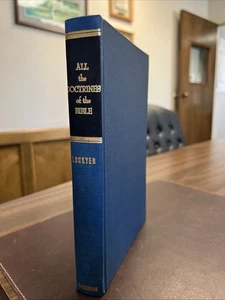 ALL
the
DOCTRINES
of the
BIBLE
LOCKYER